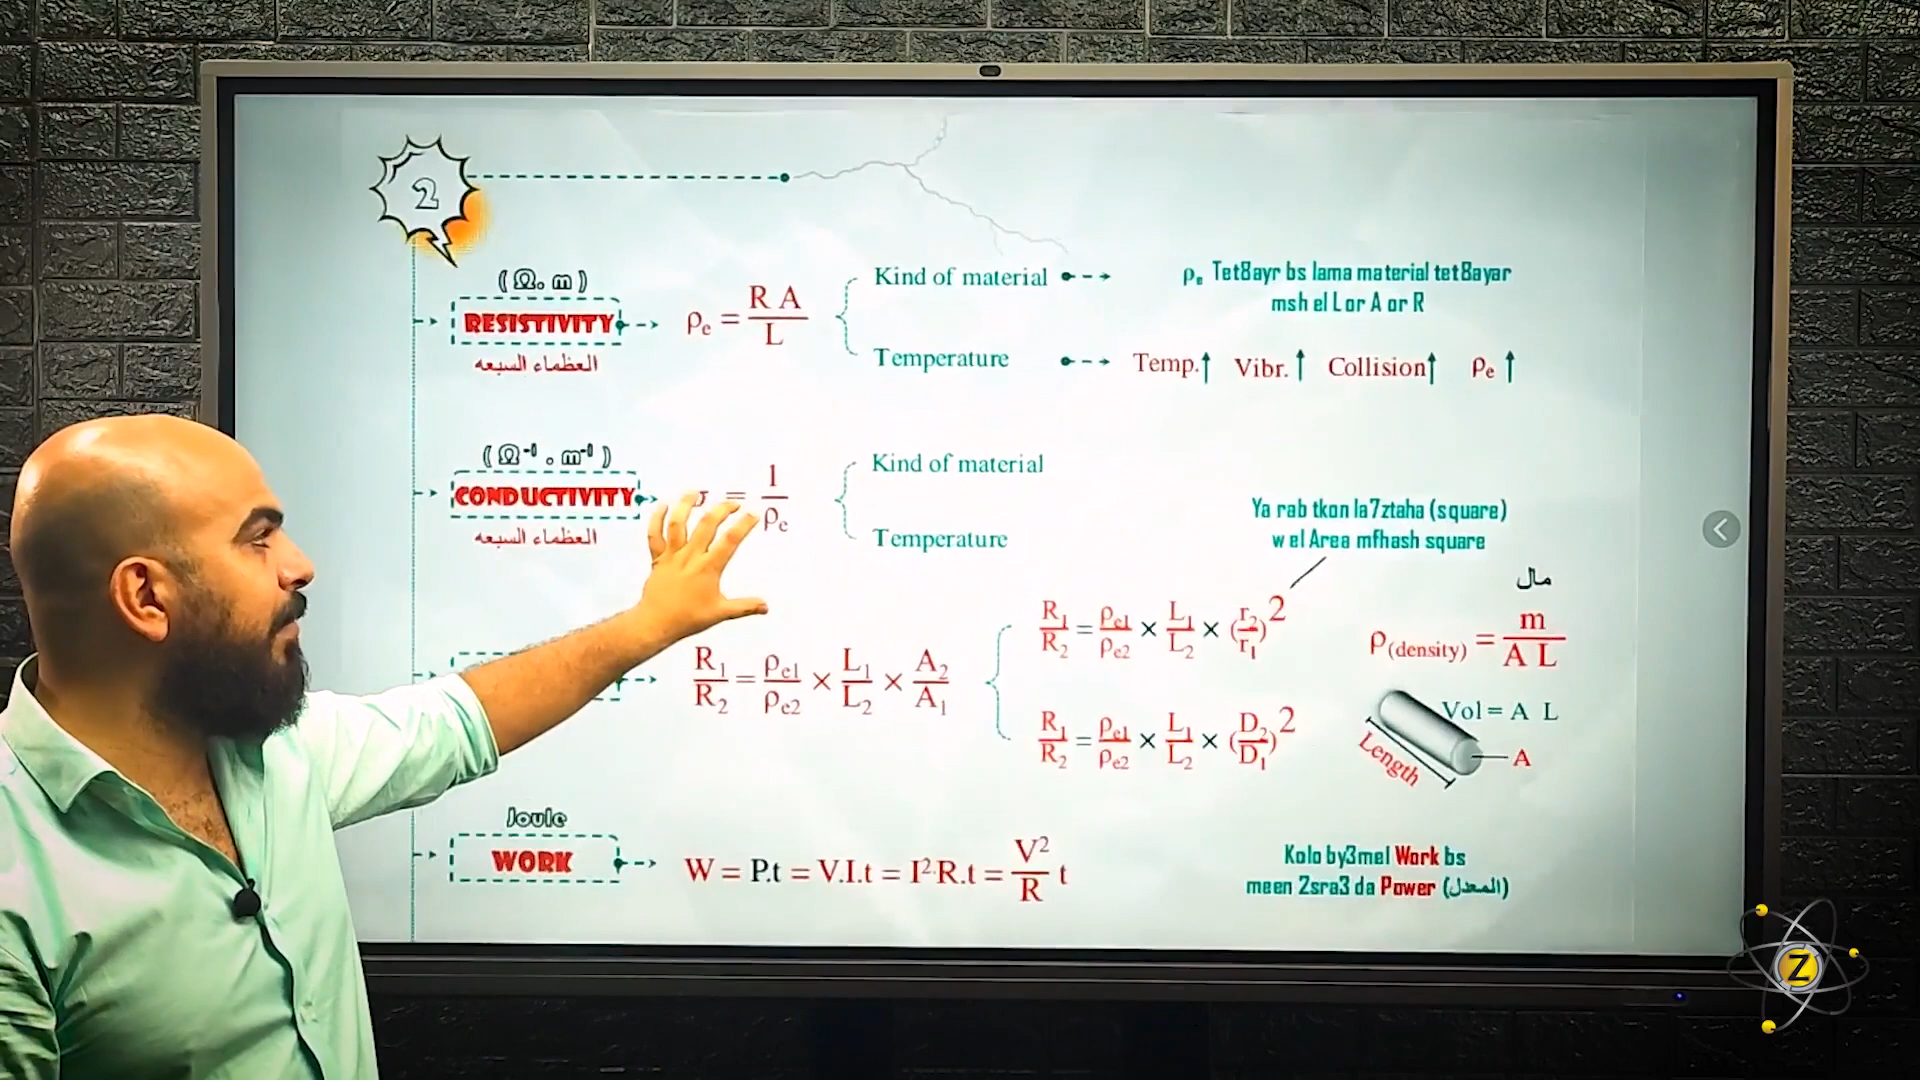 2
(Ω. m)
RESISTIVITY
العظماء السبعه
ρe = R A / L
Kind of material
Temperature
ρe Tet8ayr bs lama material tet8ayar
msh el L or A or R
Temp.↑ Vibr.↑ Collision↑ ρe↑
(Ω⁻¹ . m⁻¹)
CONDUCTIVITY
العظماء السبعه
= 1 / ρe
Kind of material
Temperature
Ya rab tkon la7ztaha (square)
w el Area mfhash square
R1/R2 = ρe1/ρe2 × L1/L2 × A2/A1
R1/R2 = ρe1/ρe2 × L1/L2 × (r2/r1)²
R1/R2 = ρe1/ρe2 × L1/L2 × (D2/D1)²
مال
ρ(density) = m / A L
Vol = A L
Length
A
Joule
WORK
W = P.t = V.I.t = I².R.t = V²/R t
Kolo by3mel Work bs
meen 2sra3 da Power (المعدل)
Z